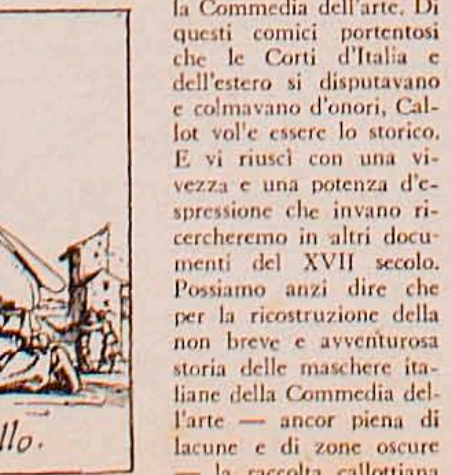 la Commedia dell'arte. Di
questi comici portentosi
che le Corti d'Italia e
dell'estero si disputavano
e colmavano d'onori, Cal-
lot vol'e essere lo storico.
E vi riuscì con una vi-
vezza e una potenza d'e-
spressione che invano ri-
cercheremo in altri docu-
menti del XVII secolo.
Possiamo anzi dire che
per la ricostruzione della
non breve e avventurosa
storia delle maschere ita-
liane della Commedia del-
l'arte — ancor piena di
lacune e di zone oscure
— la raccolta callottiana
llo.